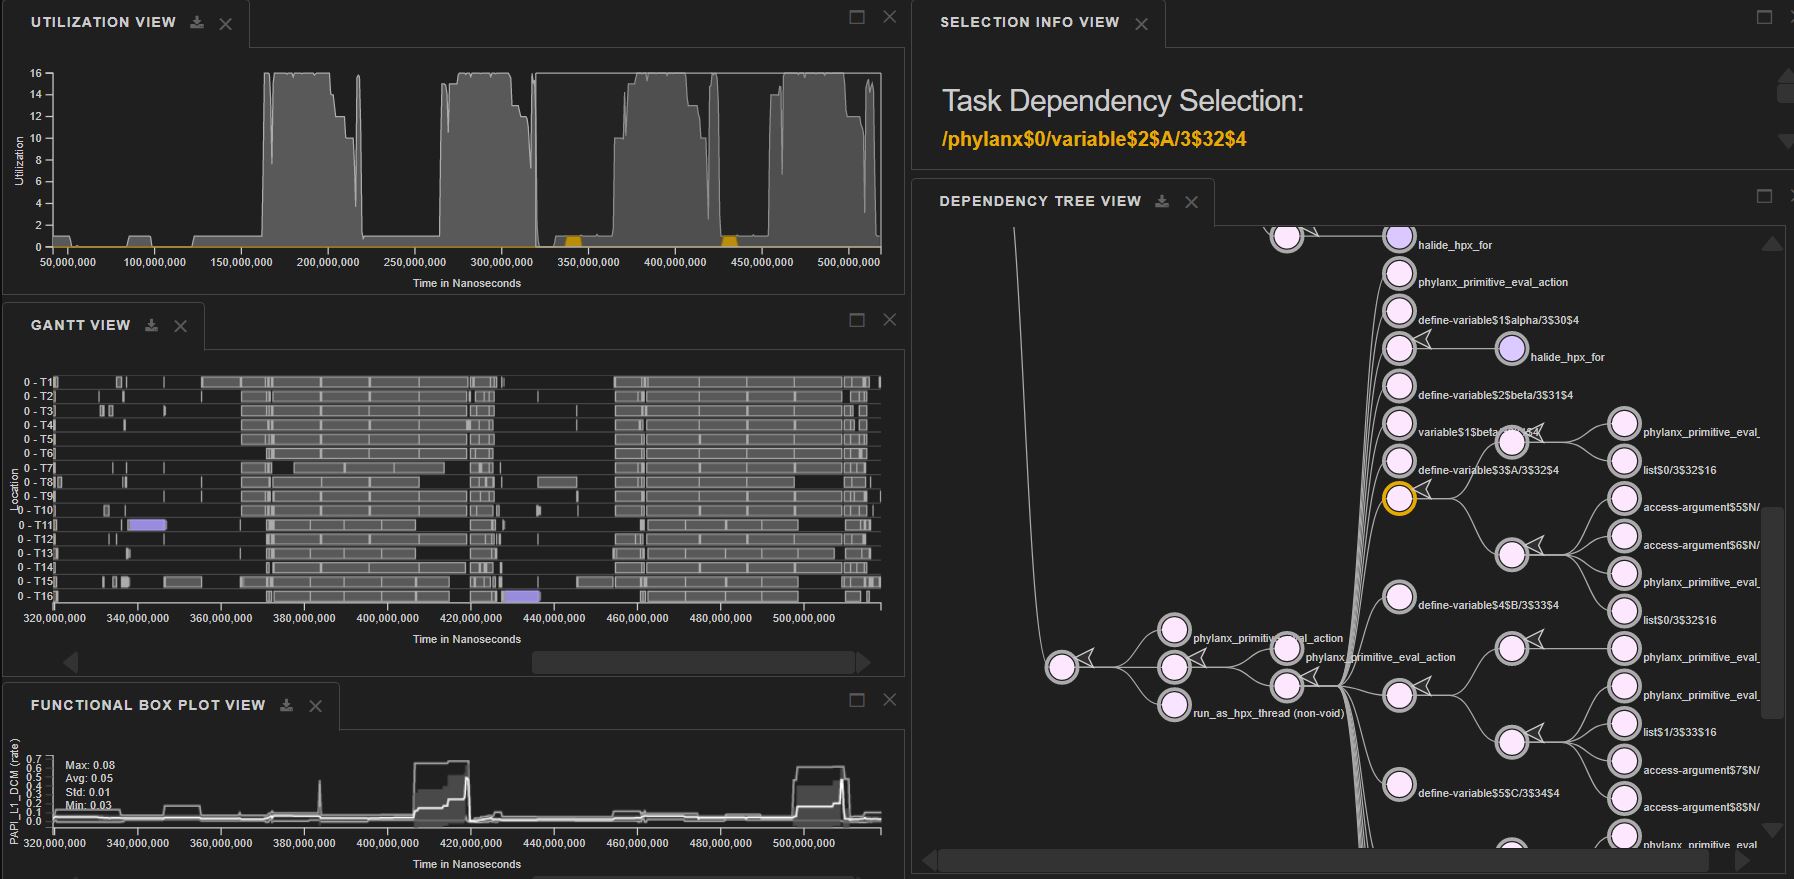 UTILIZATION VIEW
16
14
12
10
8
6
4
2
0
Utilization
50,000,000 100,000,000 150,000,000 200,000,000 250,000,000 300,000,000 350,000,000 400,000,000 450,000,000 500,000,000
Time in Nanoseconds
GANTT VIEW
0 - T1
0 - T2
0 - T3
0 - T4
0 - T5
0 - T6
0 - T7
0 - T8
0 - T9
0 - T10
0 - T11
0 - T12
0 - T13
0 - T14
0 - T15
0 - T16
Location
320,000,000 340,000,000 360,000,000 380,000,000 400,000,000 420,000,000 440,000,000 460,000,000 480,000,000 500,000,000
Time in Nanoseconds
FUNCTIONAL BOX PLOT VIEW
0.7
0.6
0.5
0.4
0.3
0.2
0.1
0.0
PAPI_L1_DCM (rate)
Max: 0.08
Avg: 0.05
Std: 0.01
Min: 0.03
320,000,000 340,000,000 360,000,000 380,000,000 400,000,000 420,000,000 440,000,000 460,000,000 480,000,000 500,000,000
Time in Nanoseconds
SELECTION INFO VIEW
Task Dependency Selection:
/phylanx$0/variable$2$A/3$32$4
DEPENDENCY TREE VIEW
halide_hpx_for
phylanx_primitive_eval_action
define-variable$1$alpha/3$30$4
halide_hpx_for
define-variable$2$beta/3$31$4
variable$1$beta
phylanx_primitive_eval_
define-variable$3$A/3$32$4
list$0/3$32$16
access-argument$5$N/
access-argument$6$N/
phylanx_primitive_eval_
define-variable$4$B/3$33$4
list$0/3$32$16
phylanx_primitive_eval_action
phylanx_primitive_eval_action
phylanx_primitive_eval_
phylanx_primitive_eval_
run_as_hpx_thread (non-void)
list$1/3$33$16
access-argument$7$N/
define-variable$5$C/3$34$4
access-argument$8$N/
phylanx_primitive_eval_